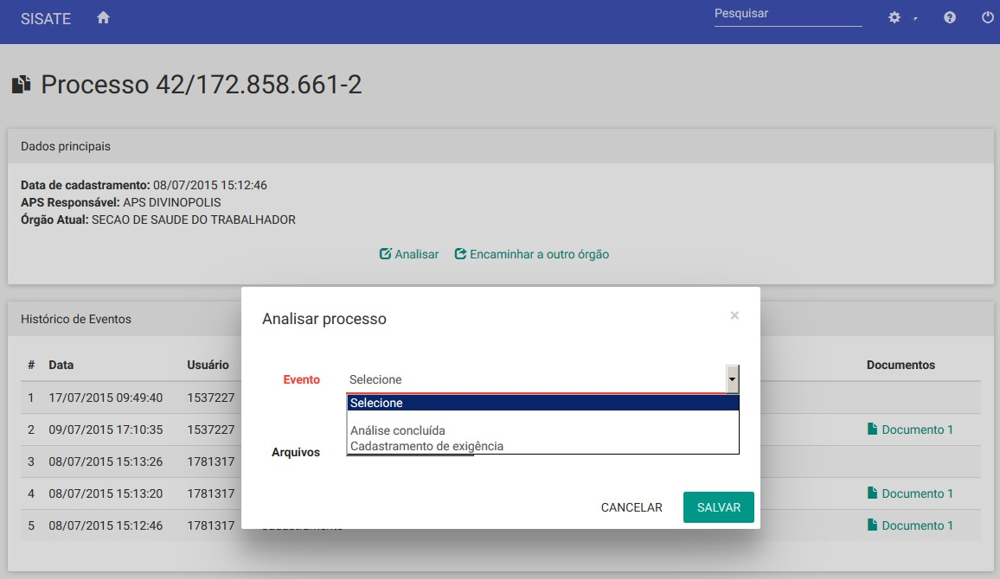 SISATE
Pesquisar
Processo 42/172.858.661-2
Dados principais
Data de cadastramento: 08/07/2015 15:12:46
APS Responsável: APS DIVINOPOLIS
Órgão Atual: SECAO DE SAUDE DO TRABALHADOR
Analisar Encaminhar a outro órgão
Histórico de Eventos
# Data Usuário Documentos
1 17/07/2015 09:49:40 1537227
2 09/07/2015 17:10:35 1537227 Documento 1
3 08/07/2015 15:13:26 1781317
4 08/07/2015 15:13:20 1781317 Documento 1
5 08/07/2015 15:12:46 1781317 Documento 1
Analisar processo ×
Evento Selecione
Selecione
Análise concluída
Cadastramento de exigência
Arquivos
CANCELAR SALVAR